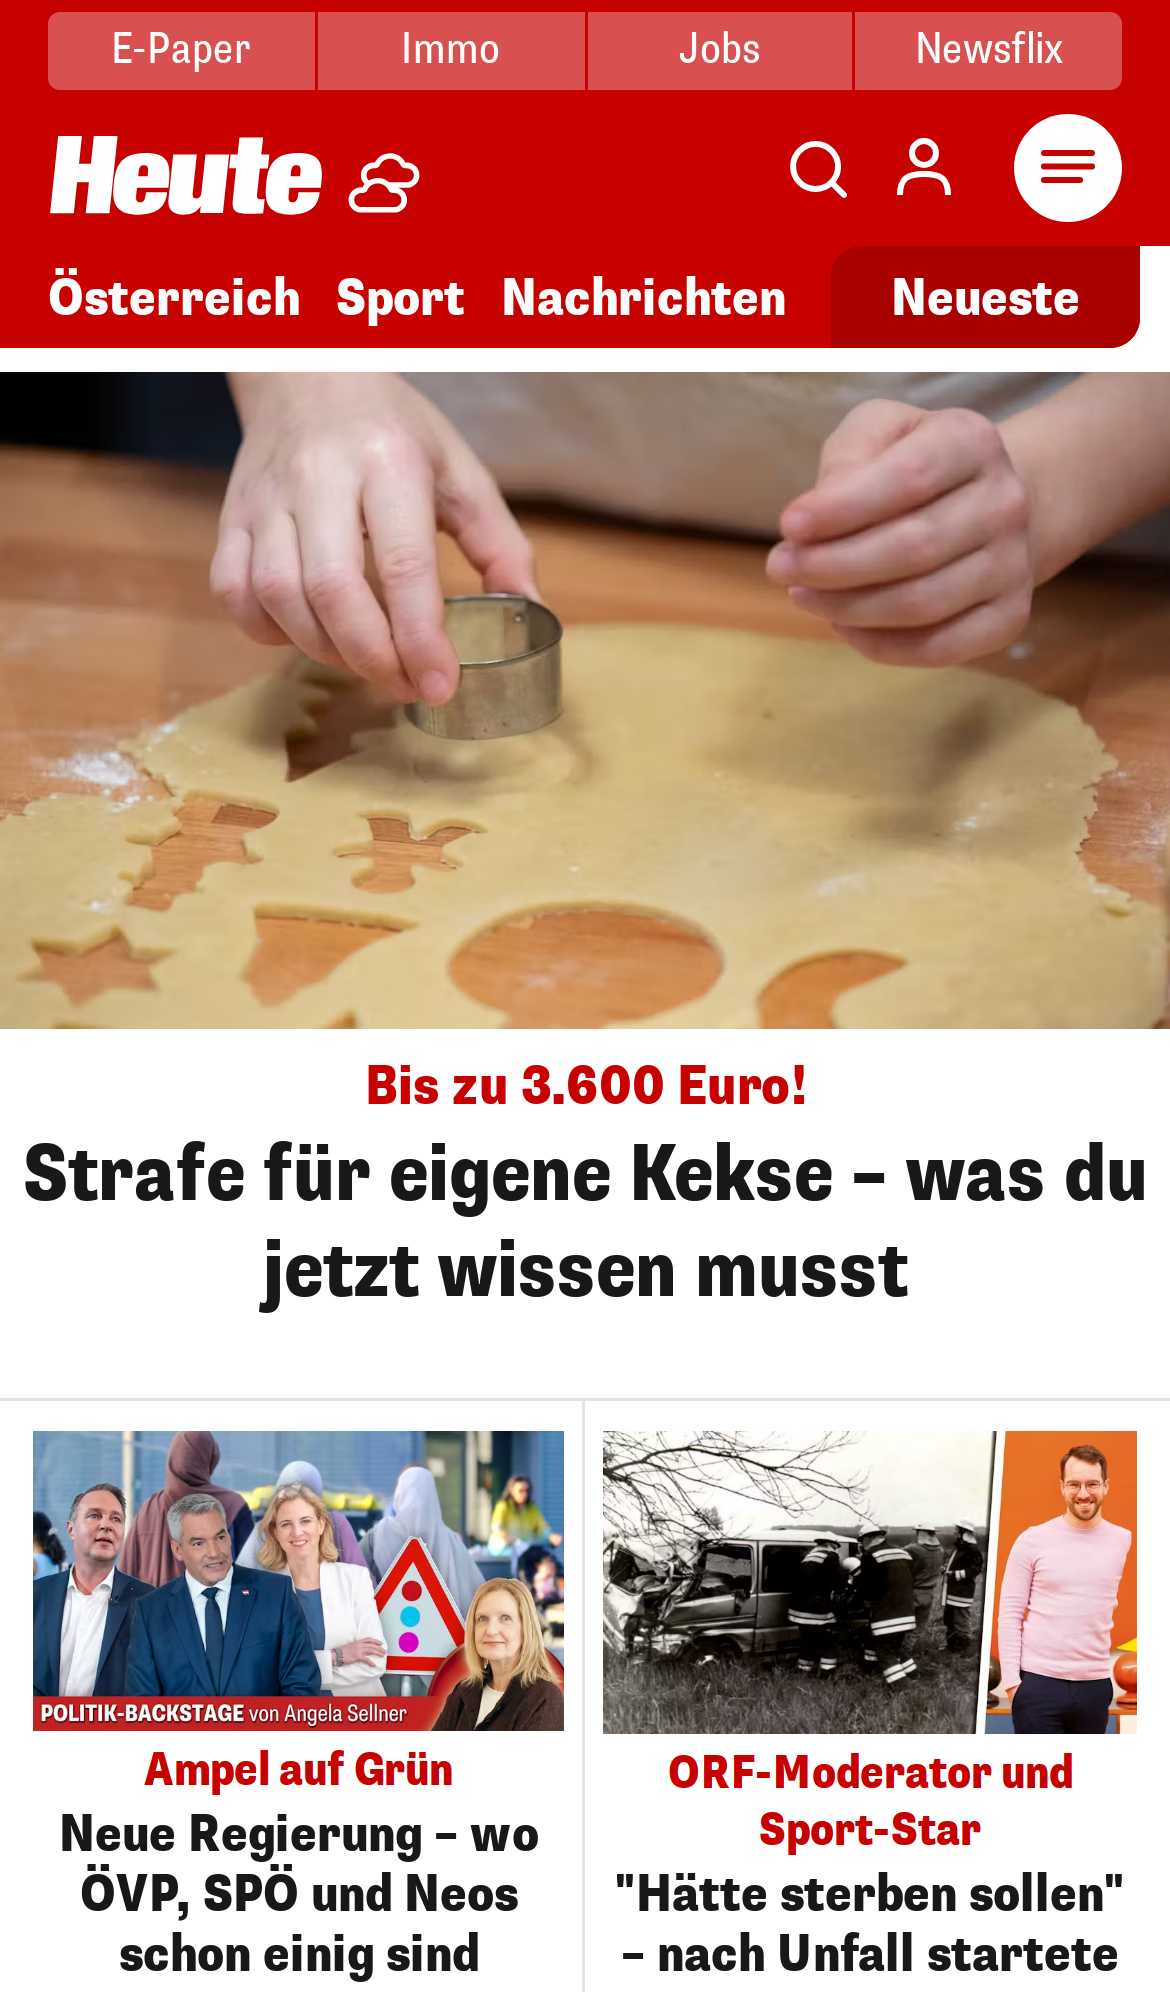 E-Paper
Immo
Jobs
Newsflix
Heute
Österreich
Sport
Nachrichten
Neueste
Bis zu 3.600 Euro!
Strafe für eigene Kekse – was du
jetzt wissen musst
POLITIK-BACKSTAGE von Angela Sellner
Ampel auf Grün
Neue Regierung – wo
ÖVP, SPÖ und Neos
schon einig sind
ORF-Moderator und
Sport-Star
"Hätte sterben sollen"
– nach Unfall startete